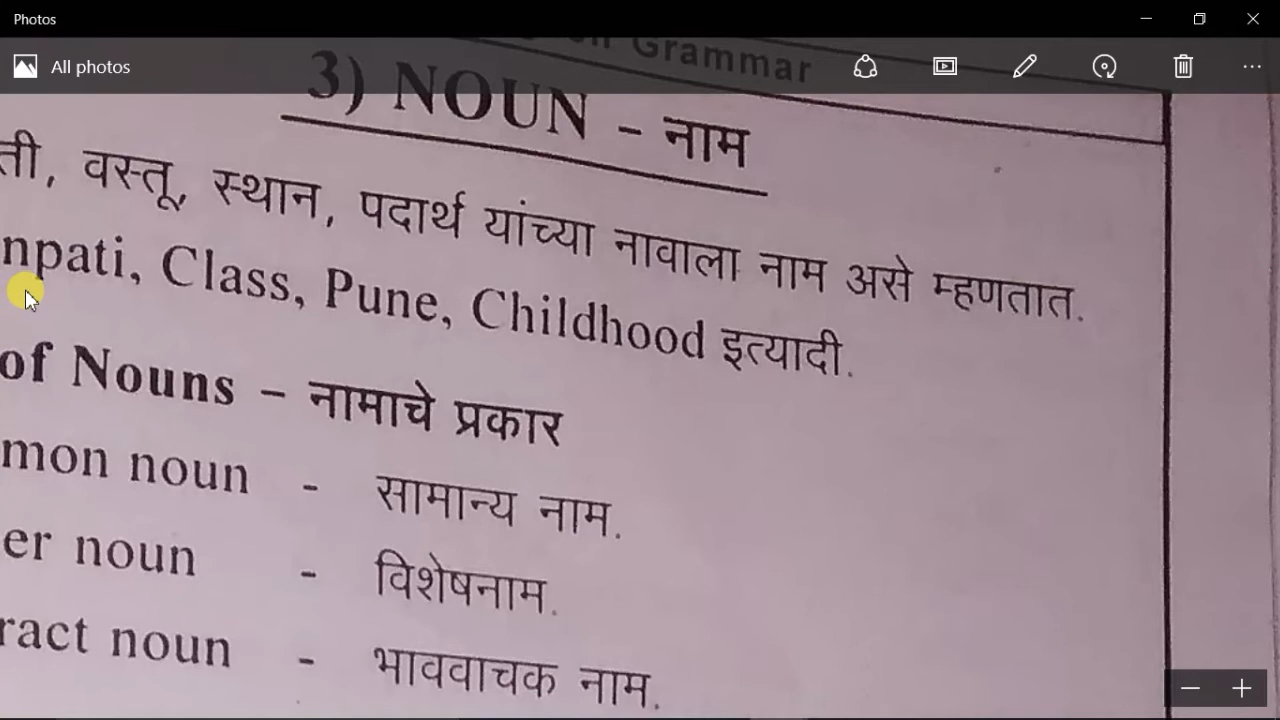 Photos
All photos
Grammar
3) NOUN - नाम
ती, वस्तू, स्थान, पदार्थ यांच्या नावाला नाम असे म्हणतात.
npati, Class, Pune, Childhood इत्यादी.
of Nouns - नामाचे प्रकार
mon noun - सामान्य नाम.
er noun - विशेषनाम.
ract noun - भाववाचक नाम.